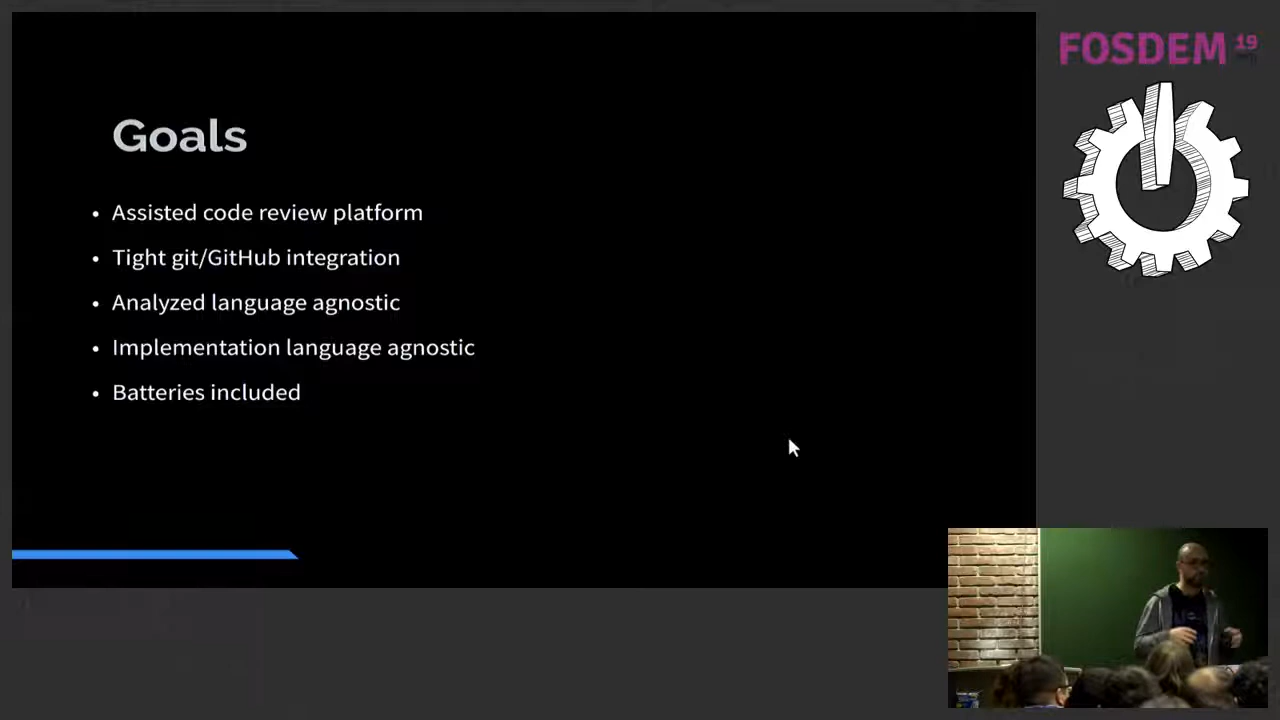 Goals
• Assisted code review platform
• Tight git/GitHub integration
• Analyzed language agnostic
• Implementation language agnostic
• Batteries included
FOSDEM 19